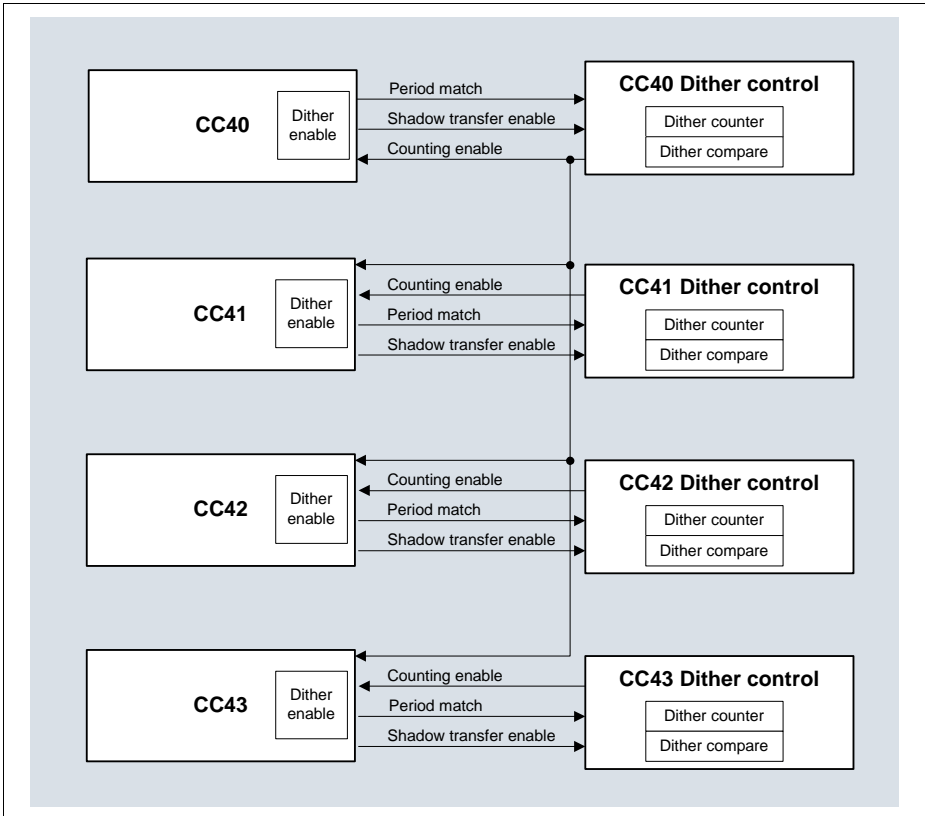 CC40
Dither
enable
Period match
Shadow transfer enable
Counting enable
CC40 Dither control
Dither counter
Dither compare
CC41
Dither
enable
Counting enable
Period match
Shadow transfer enable
CC41 Dither control
Dither counter
Dither compare
CC42
Dither
enable
Counting enable
Period match
Shadow transfer enable
CC42 Dither control
Dither counter
Dither compare
CC43
Dither
enable
Counting enable
Period match
Shadow transfer enable
CC43 Dither control
Dither counter
Dither compare